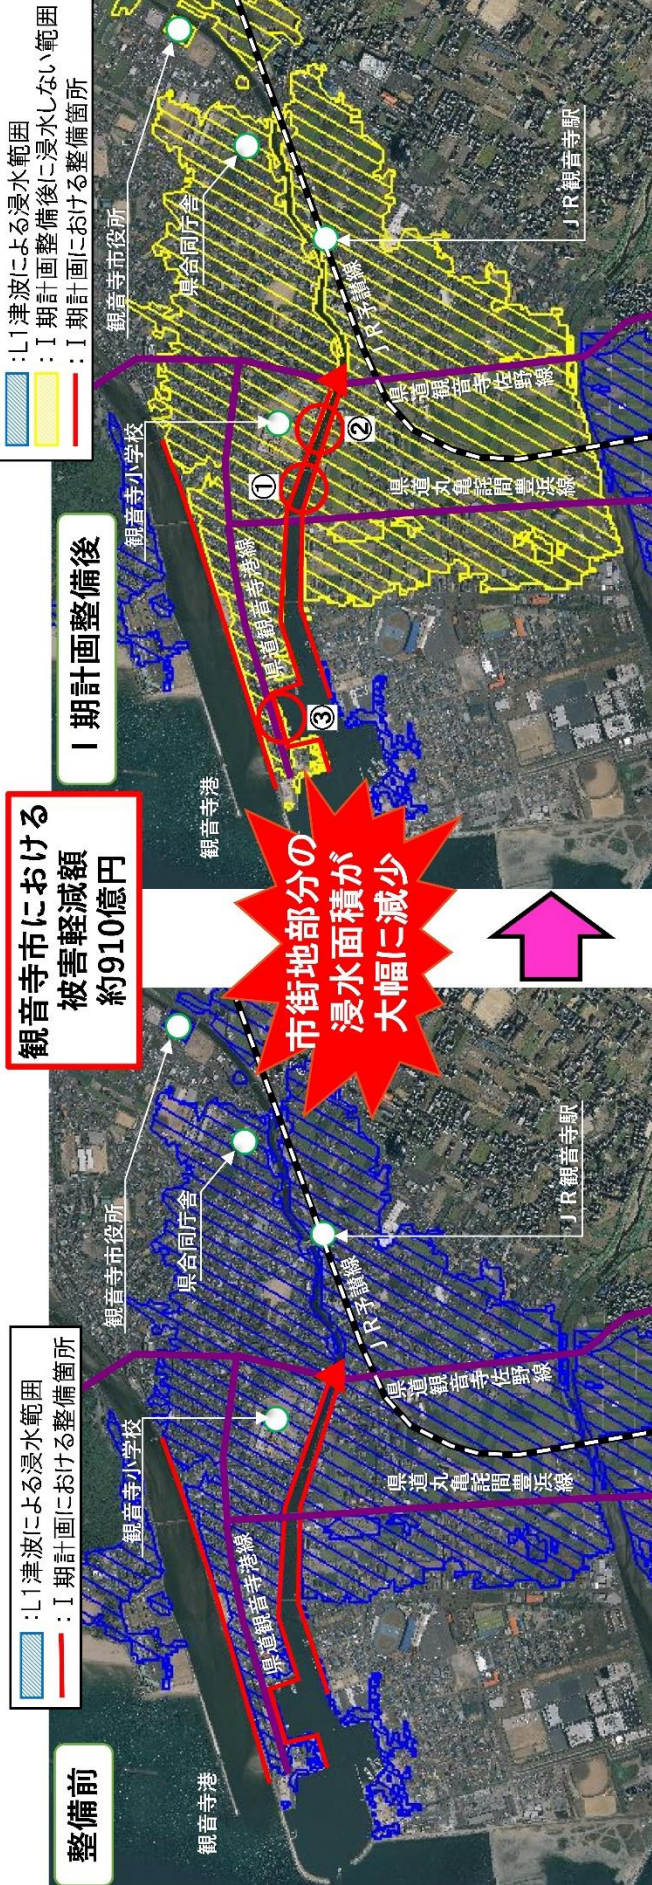 整備前
:L1津波による浸水範囲
:Ⅰ期計画における整備箇所
観音寺港
観音寺小学校
観音寺市役所
県合同庁舎
県道観音寺港線
JR予讃線
県道観音寺佐野線
県道丸亀詫間豊浜線
JR観音寺駅
観音寺市における
被害軽減額
約910億円
市街地部分の
浸水面積が
大幅に減少
Ⅰ期計画整備後
:L1津波による浸水範囲
:Ⅰ期計画整備後に浸水しない範囲
:Ⅰ期計画における整備箇所
観音寺港
観音寺小学校
観音寺市役所
県合同庁舎
県道観音寺港線
①
②
③
JR予讃線
県道観音寺佐野線
県道丸亀詫間豊浜線
JR観音寺駅